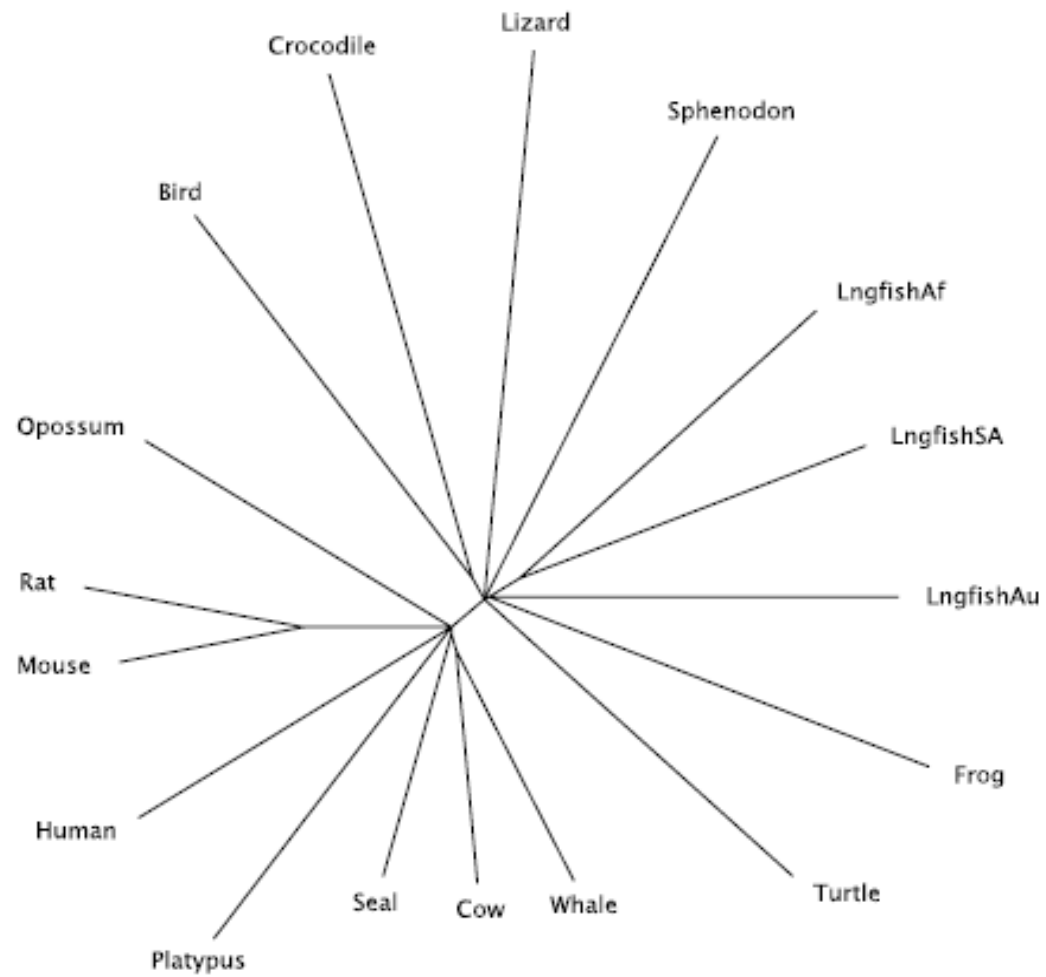 Lizard
Crocodile
Sphenodon
Bird
LngfishAf
Opossum
LngfishSA
Rat
LngfishAu
Mouse
Frog
Human
Turtle
Seal
Cow
Whale
Platypus